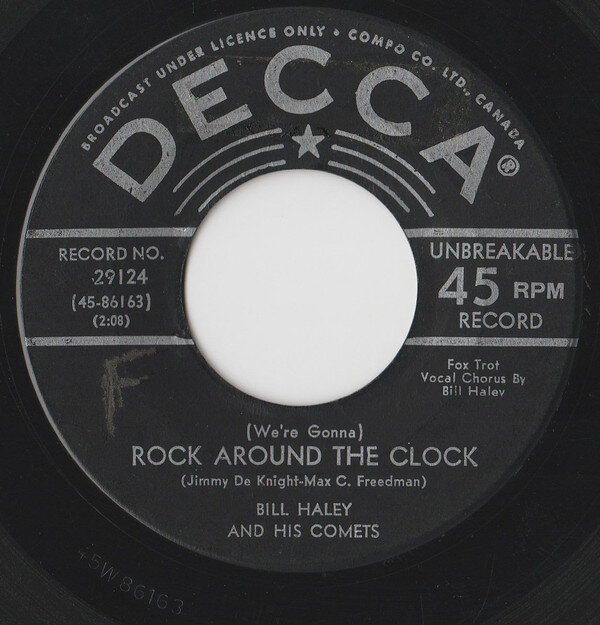 BROADCAST UNDER LICENCE ONLY • COMPO CO. LTD., CANADA
DECCA®
RECORD NO.
29124
(45-86163)
(2:08)
UNBREAKABLE
45 RPM
RECORD
Fox Trot
Vocal Chorus By
Bill Haley
F
(We're Gonna)
ROCK AROUND THE CLOCK
(Jimmy De Knight-Max C. Freedman)
BILL HALEY
AND HIS COMETS
45W86163